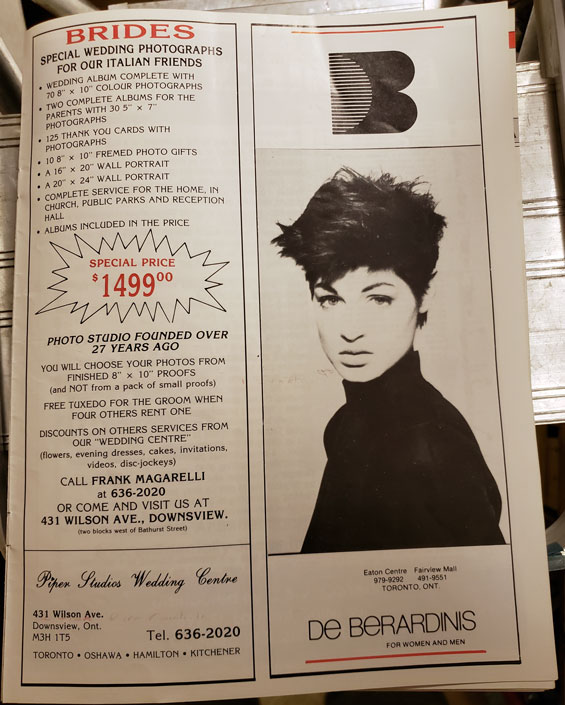 BRIDES
SPECIAL WEDDING PHOTOGRAPHS
FOR OUR ITALIAN FRIENDS
• WEDDING ALBUM COMPLETE WITH
70 8" × 10" COLOUR PHOTOGRAPHS
• TWO COMPLETE ALBUMS FOR THE
PARENTS WITH 30 5" × 7"
PHOTOGRAPHS
• 125 THANK YOU CARDS WITH
PHOTOGRAPHS
• 10 8" × 10" FREMED PHOTO GIFTS
• A 16" × 20" WALL PORTRAIT
• A 20" × 24" WALL PORTRAIT
• COMPLETE SERVICE FOR THE HOME, IN
CHURCH, PUBLIC PARKS AND RECEPTION
HALL
• ALBUMS INCLUDED IN THE PRICE
SPECIAL PRICE
$149900
PHOTO STUDIO FOUNDED OVER
27 YEARS AGO
YOU WILL CHOOSE YOUR PHOTOS FROM
FINISHED 8" × 10" PROOFS
(and NOT from a pack of small proofs)
FREE TUXEDO FOR THE GROOM WHEN
FOUR OTHERS RENT ONE
DISCOUNTS ON OTHERS SERVICES FROM
OUR "WEDDING CENTRE"
(flowers, evening dresses, cakes, invitations,
videos, disc-jockeys)
CALL FRANK MAGARELLI
at 636-2020
OR COME AND VISIT US AT
431 WILSON AVE., DOWNSVIEW.
(two blocks west of Bathurst Street)
Piper Studios Wedding Centre
431 Wilson Ave.
Downsview, Ont.
M3H 1T5
Tel. 636-2020
TORONTO • OSHAWA • HAMILTON • KITCHENER
B
Eaton Centre Fairview Mall
979-9292 491-9551
TORONTO, ONT.
De BERARDINIS
FOR WOMEN AND MEN